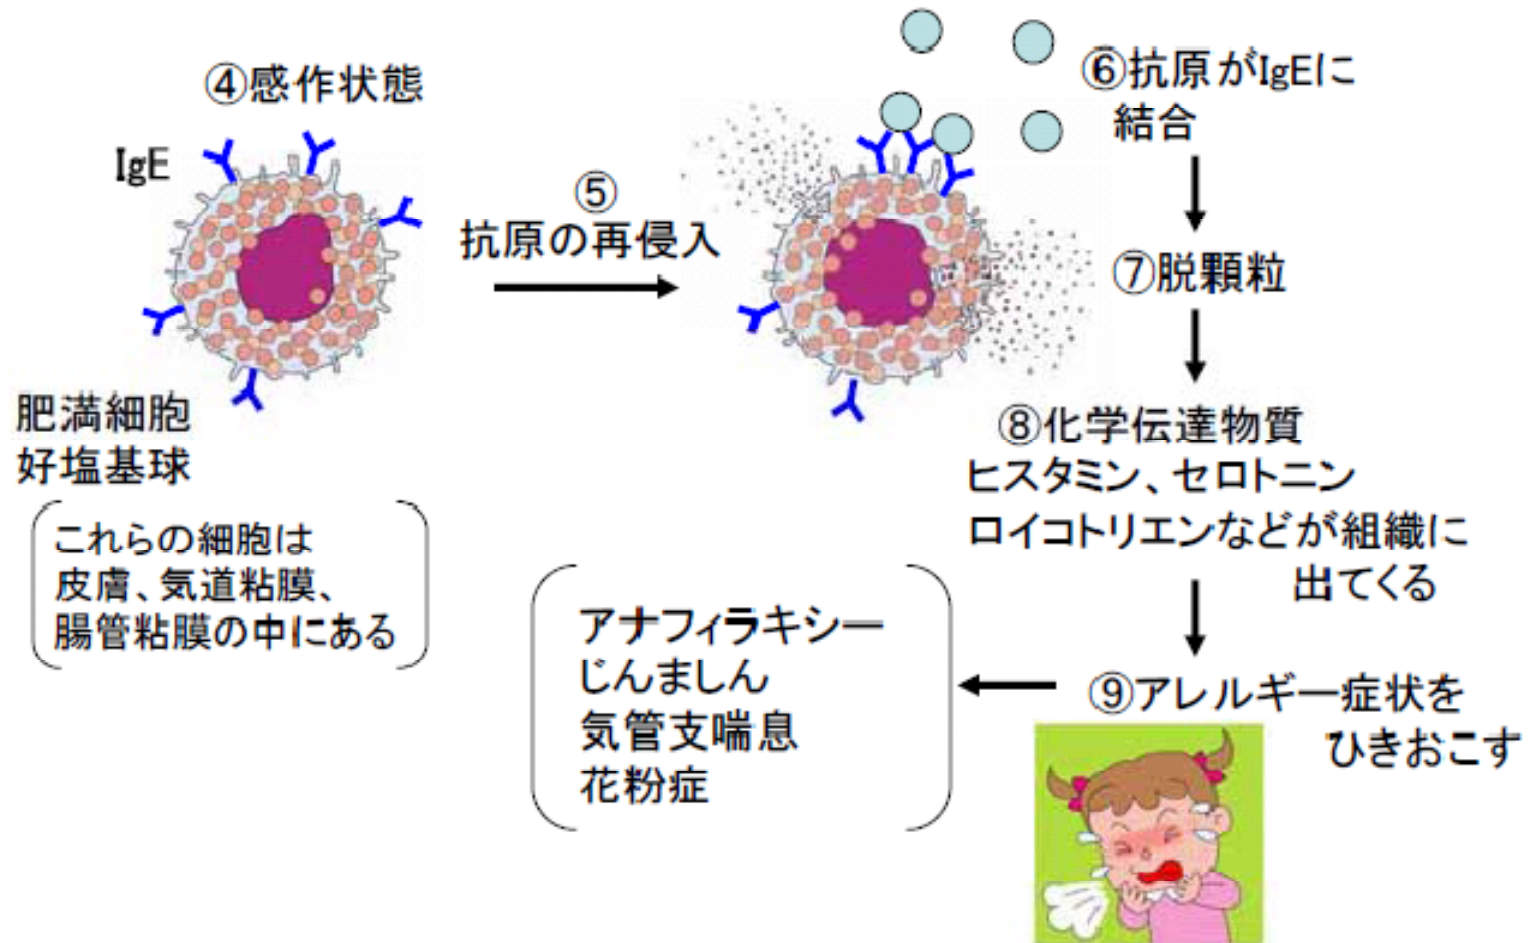 ④感作状態
IgE
肥満細胞
好塩基球
これらの細胞は
皮膚、気道粘膜、
腸管粘膜の中にある
⑤
抗原の再侵入
⑥抗原がIgEに
結合
⑦脱顆粒
⑧化学伝達物質
ヒスタミン、セロトニン
ロイコトリエンなどが組織に
出てくる
⑨アレルギー症状を
ひきおこす
アナフィラキシー
じんましん
気管支喘息
花粉症